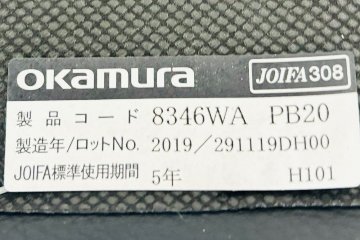 okamura JOIFA308
製品コード 8346WA PB20
製造年/ロットNo. 2019/291119DH00
JOIFA標準使用期間 5年 H101